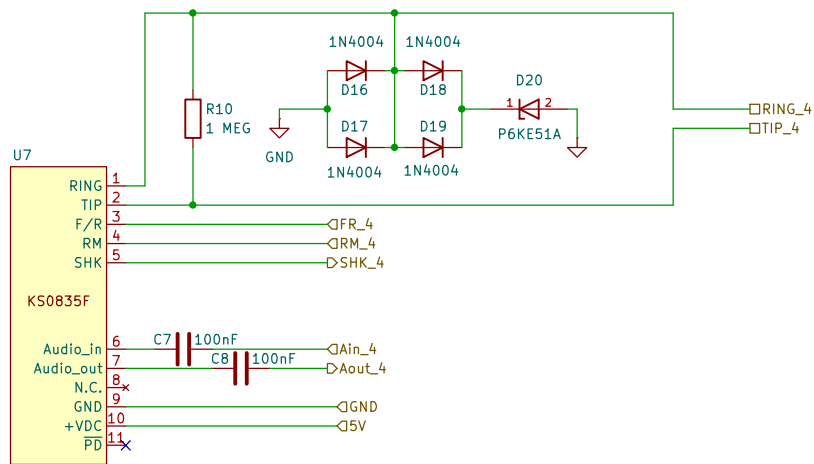 1N4004 1N4004
D20
D16 D18
R10
1 MEG
1 2
RING_4
TIP_4
P6KE51A
D17 D19
GND
1N4004 1N4004
U7
RING 1
TIP 2
F/R 3 FR_4
RM 4 RM_4
SHK 5 SHK_4
KS0835F
C7 100nF
Audio_in 6 Ain_4
C8 100nF
Audio_out 7 Aout_4
N.C. 8
GND 9 GND
+VDC 10 5V
PD 11